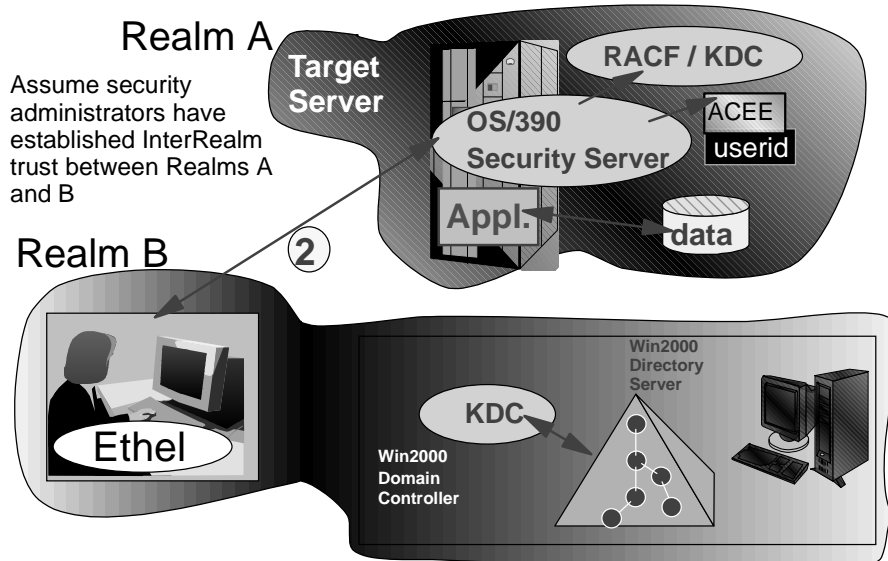 Realm A
Assume security
administrators have
established InterRealm
trust between Realms A
and B
Target
Server
RACF / KDC
OS/390
Security Server
ACEE
userid
Appl.
data
2
Realm B
Ethel
KDC
Win2000
Domain
Controller
Win2000
Directory
Server